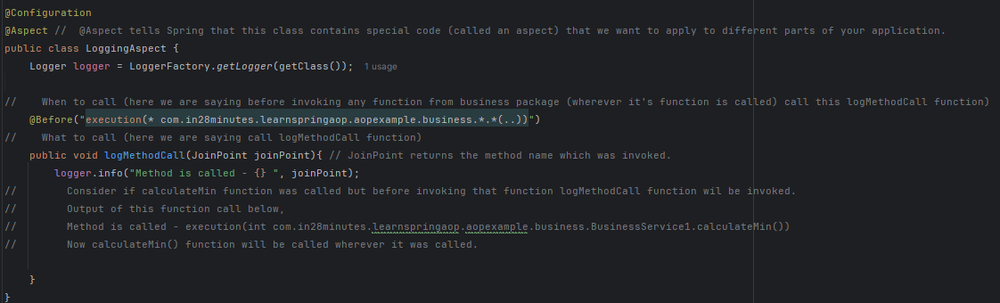 @Configuration
@Aspect //  @Aspect tells Spring that this class contains special code (called an aspect) that we want to apply to different parts of your application.
public class LoggingAspect {
    Logger logger = LoggerFactory.getLogger(getClass());  1 usage
//    When to call (here we are saying before invoking any function from business package (wherever it's function is called) call this logMethodCall function)
    @Before("execution(* com.in28minutes.learnspringaop.aopexample.business.*.*(..))")
//    What to call (here we are saying call logMethodCall function)
    public void logMethodCall(JoinPoint joinPoint){ // JoinPoint returns the method name which was invoked.
        logger.info("Method is called - {} ", joinPoint);
//        Consider if calculateMin function was called but before invoking that function logMethodCall function wil be invoked.
//        Output of this function call below,
//        Method is called - execution(int com.in28minutes.learnspringaop.aopexample.business.BusinessService1.calculateMin())
//        Now calculateMin() function will be called wherever it was called.
    }
}